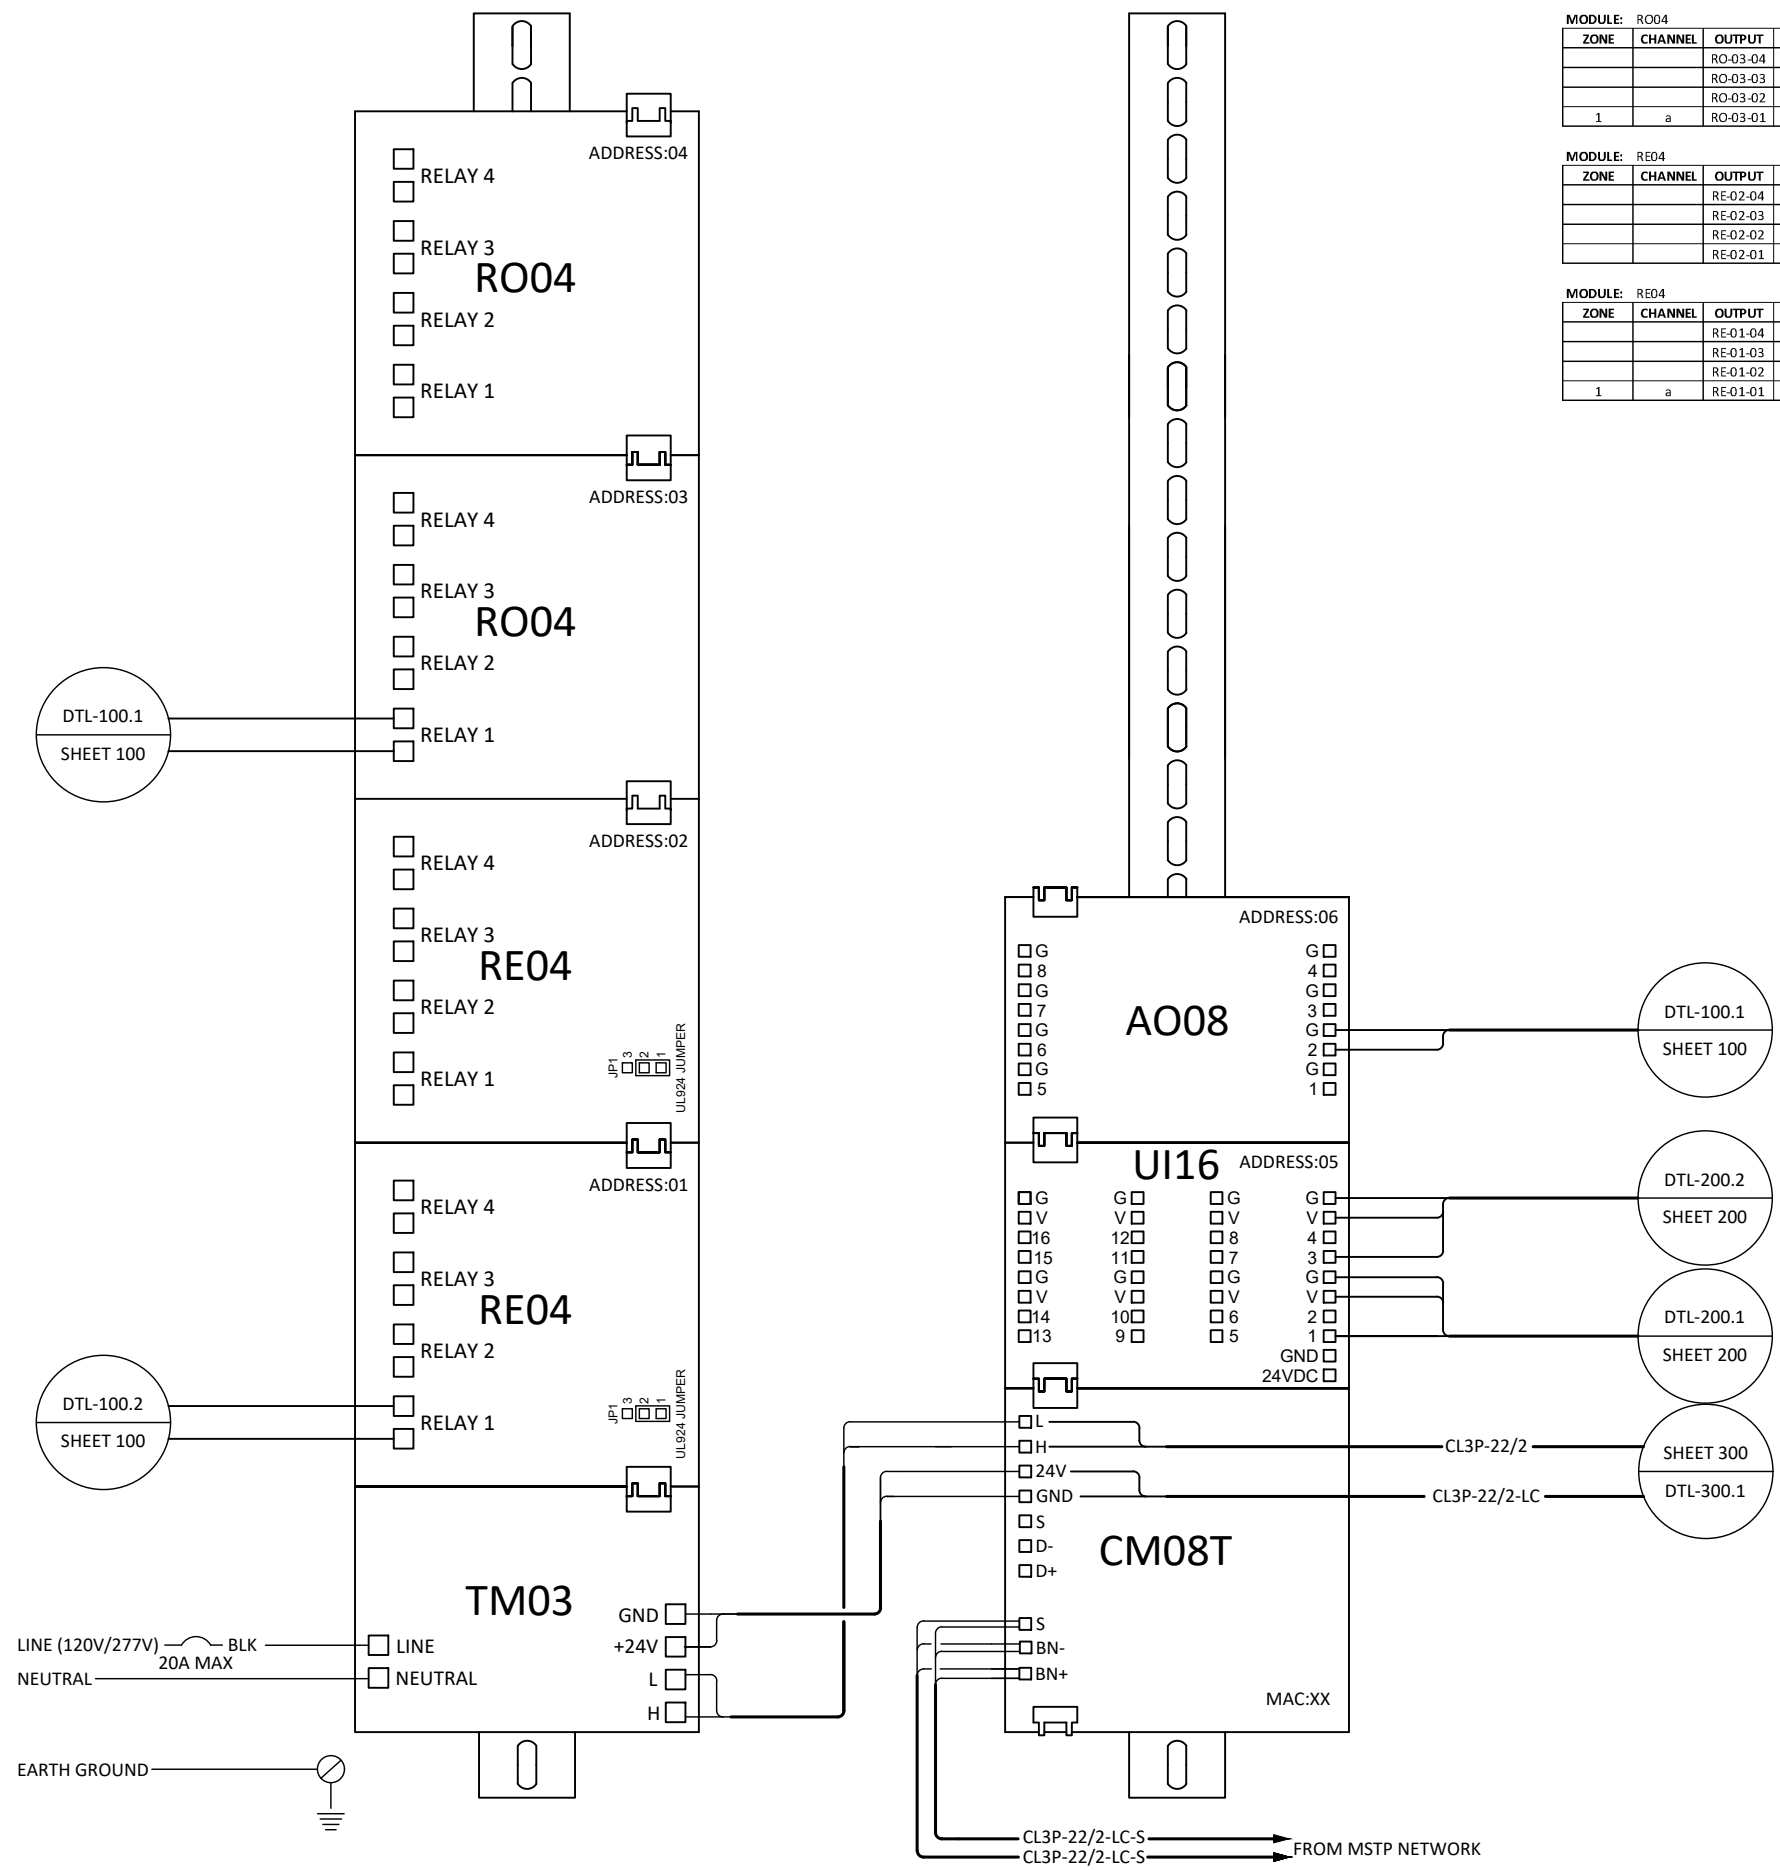 ADDRESS:04
RELAY 4
RELAY 3
RO04
RELAY 2
RELAY 1
ADDRESS:03
RELAY 4
RELAY 3
RO04
RELAY 2
RELAY 1
DTL-100.1
SHEET 100
ADDRESS:02
RELAY 4
RELAY 3
RE04
RELAY 2
RELAY 1
JP1
3
2
1
UL924 JUMPER
ADDRESS:01
RELAY 4
RELAY 3
RE04
RELAY 2
RELAY 1
JP1
3
2
1
UL924 JUMPER
DTL-100.2
SHEET 100
TM03
GND
+24V
L
H
LINE
NEUTRAL
LINE (120V/277V) BLK
20A MAX
NEUTRAL
EARTH GROUND
MODULE: RO04
ZONE CHANNEL OUTPUT
RO-03-04
RO-03-03
RO-03-02
1 a RO-03-01
MODULE: RE04
ZONE CHANNEL OUTPUT
RE-02-04
RE-02-03
RE-02-02
RE-02-01
MODULE: RE04
ZONE CHANNEL OUTPUT
RE-01-04
RE-01-03
RE-01-02
1 a RE-01-01
ADDRESS:06
G G
8 4
G G
7 3
AO08
G G
6 2
G G
5 1
DTL-100.1
SHEET 100
UI16 ADDRESS:05
G G G G
V V V V
16 12 8 4
15 11 7 3
G G G G
V V V V
14 10 6 2
13 9 5 1
GND
24VDC
DTL-200.2
SHEET 200
DTL-200.1
SHEET 200
L
H
24V
GND
S
D-
D+
CM08T
S
BN-
BN+
MAC:XX
CL3P-22/2
CL3P-22/2-LC
SHEET 300
DTL-300.1
CL3P-22/2-LC-S
CL3P-22/2-LC-S
FROM MSTP NETWORK